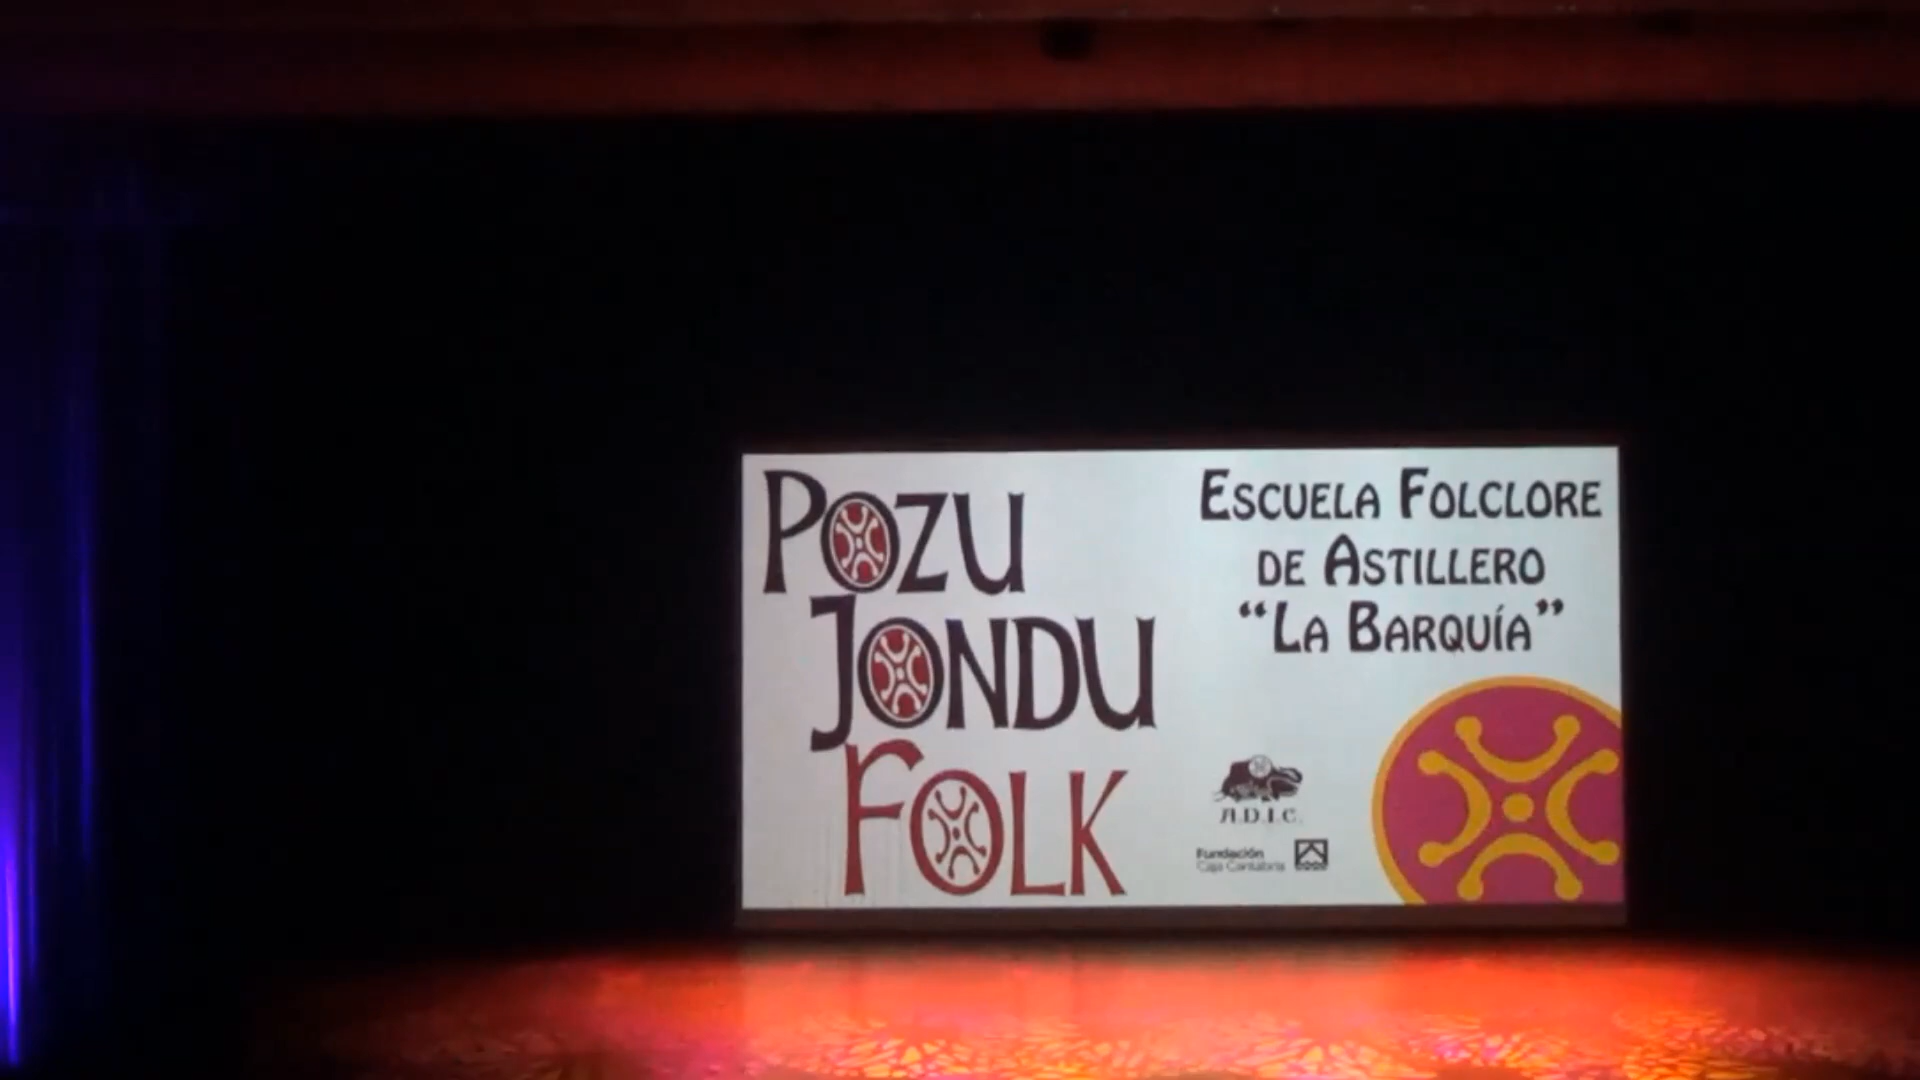 POZU
JONDU
FOLK
ESCUELA FOLCLORE
DE ASTILLERO
“LA BARQUÍA”
A.D.I.C.
Fundación
Caja Cantabria